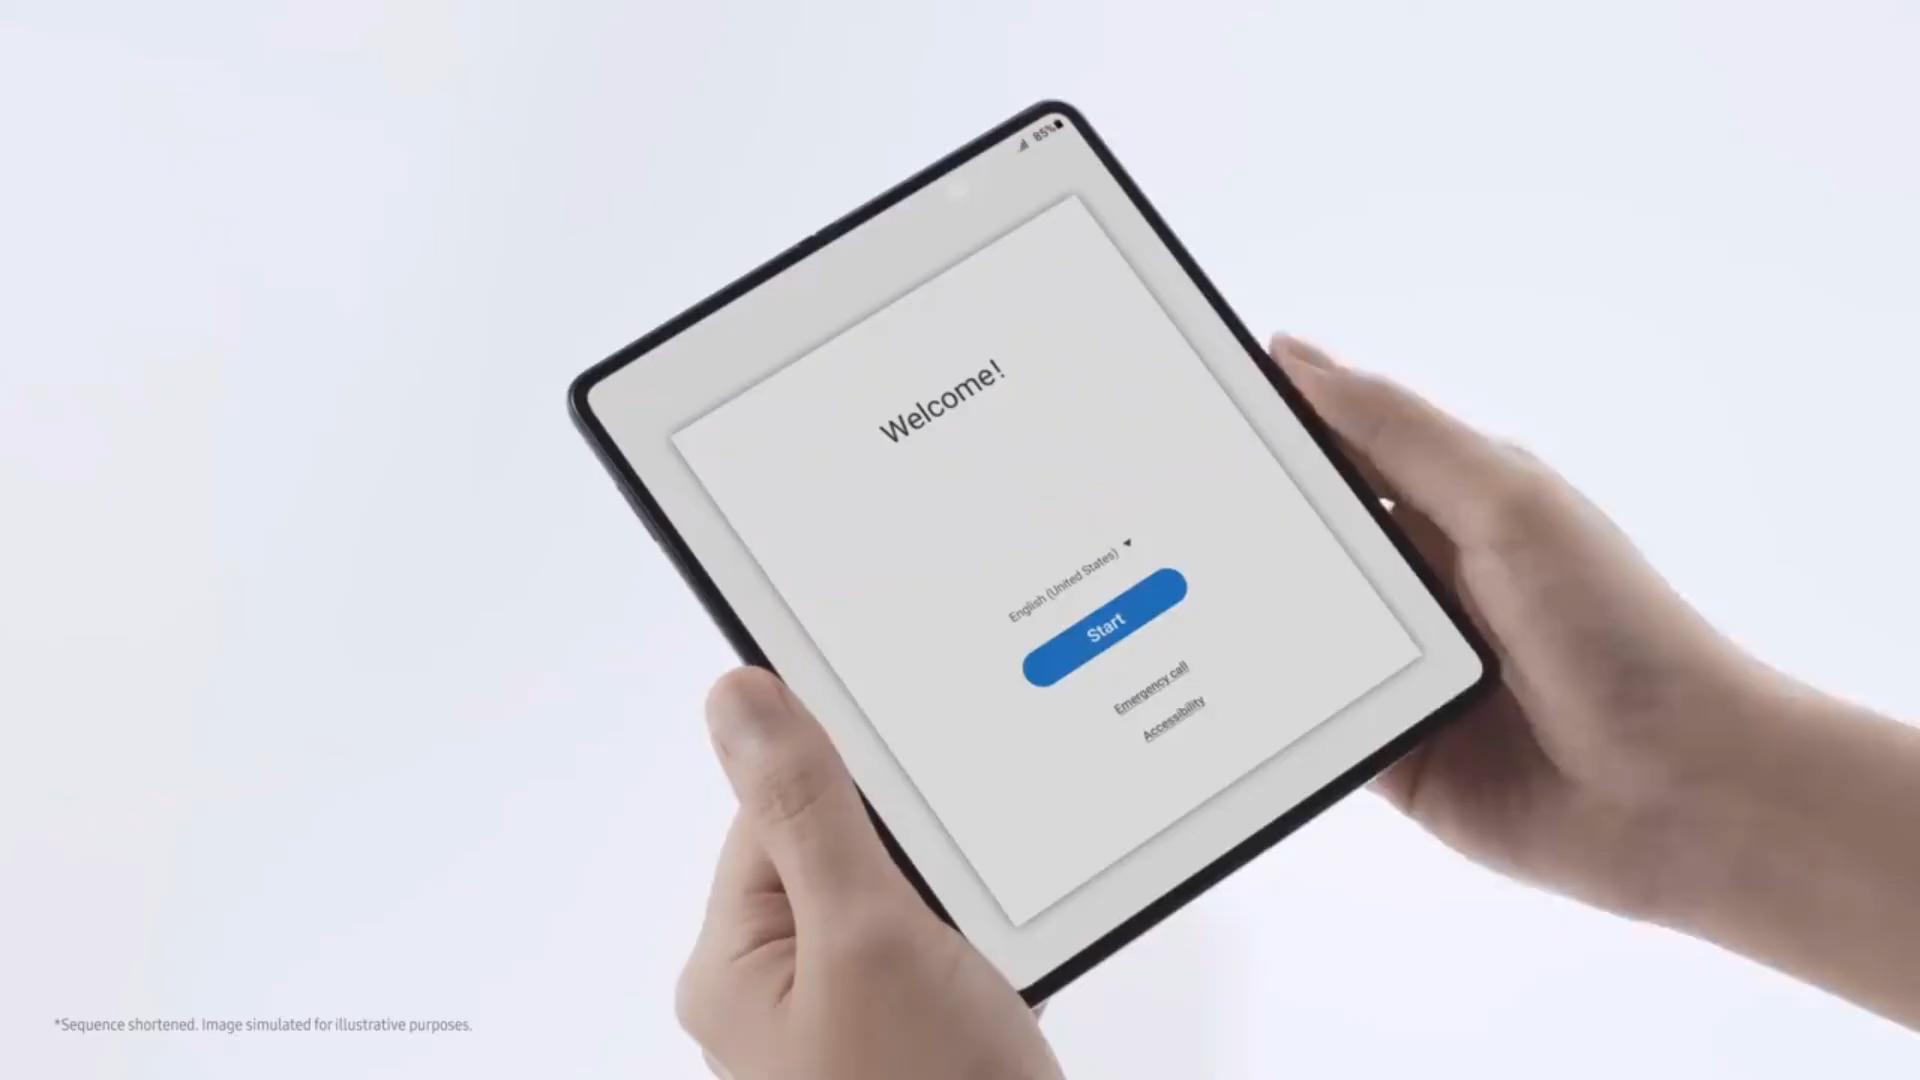 85%
Welcome!
English (United States)
Start
Emergency call
Accessibility
*Sequence shortened. Image simulated for illustrative purposes.